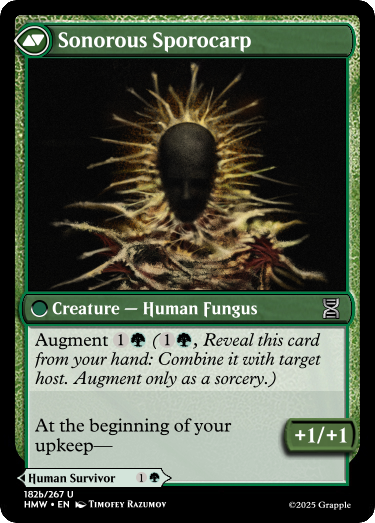 Sonorous Sporocarp
Creature — Human Fungus
Augment 1 (1, Reveal this card
from your hand: Combine it with target
host. Augment only as a sorcery.)
At the beginning of your
upkeep—
+1/+1
Human Survivor 1
182b/267 U
HMW • EN Timofey Razumov
©2025 Grapple